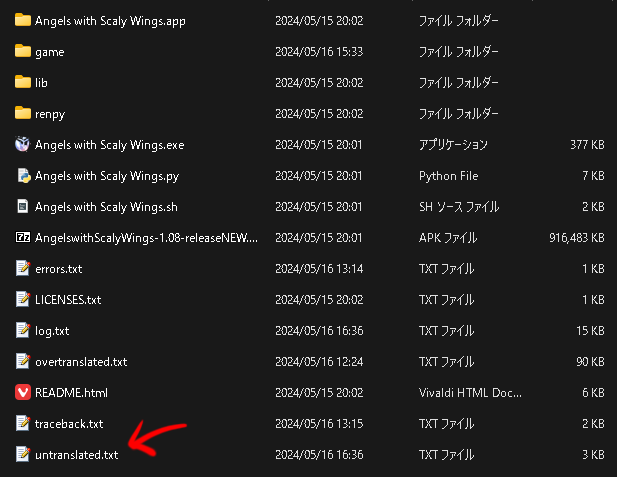 Angels with Scaly Wings.app 2024/05/15 20:02 ファイル フォルダー
game 2024/05/16 15:33 ファイル フォルダー
lib 2024/05/15 20:02 ファイル フォルダー
renpy 2024/05/15 20:02 ファイル フォルダー
Angels with Scaly Wings.exe 2024/05/15 20:01 アプリケーション 377 KB
Angels with Scaly Wings.py 2024/05/15 20:01 Python File 7 KB
Angels with Scaly Wings.sh 2024/05/15 20:01 SH ソース ファイル 2 KB
AngelswithScalyWings-1.08-releaseNEW.... 2024/05/15 20:01 APK ファイル 916,483 KB
errors.txt 2024/05/16 13:14 TXT ファイル 1 KB
LICENSES.txt 2024/05/15 20:02 TXT ファイル 1 KB
log.txt 2024/05/16 16:36 TXT ファイル 15 KB
overtranslated.txt 2024/05/16 12:24 TXT ファイル 90 KB
README.html 2024/05/15 20:02 Vivaldi HTML Doc... 6 KB
traceback.txt 2024/05/16 13:15 TXT ファイル 1 KB
untranslated.txt 2024/05/16 16:36 TXT ファイル 3 KB